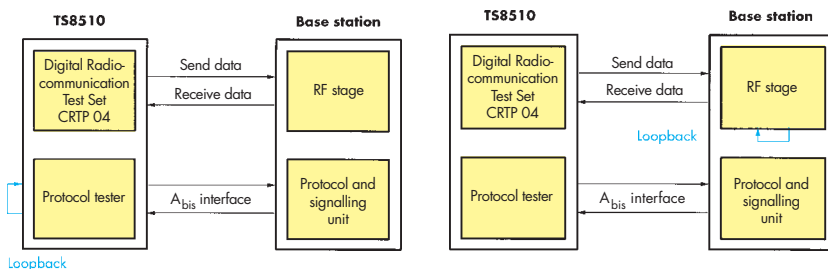 TS8510
Base station
Digital Radio-
communication
Test Set
CRTP 04
Send data
Receive data
RF stage
Protocol tester
Abis interface
Protocol and
signalling
unit
Loopback
TS8510
Base station
Digital Radio-
communication
Test Set
CRTP 04
Send data
Receive data
RF stage
Loopback
Protocol tester
Abis interface
Protocol and
signalling
unit